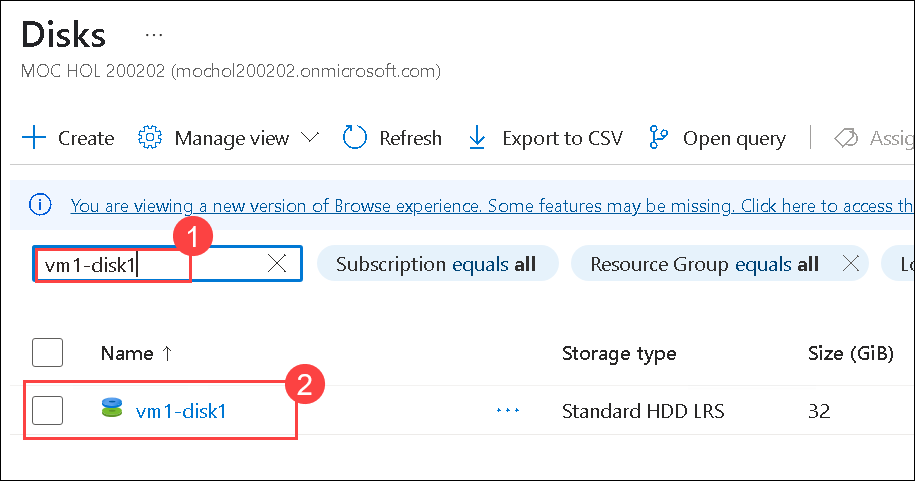 Disks ...
MOC HOL 200202 (mochol200202.onmicrosoft.com)
+ Create Manage view Refresh Export to CSV Open query Assig
You are viewing a new version of Browse experience. Some features may be missing. Click here to access th
1
vm1-disk1 Subscription equals all Resource Group equals all Lo
Name ↑ Storage type Size (GiB)
2
vm1-disk1 ... Standard HDD LRS 32